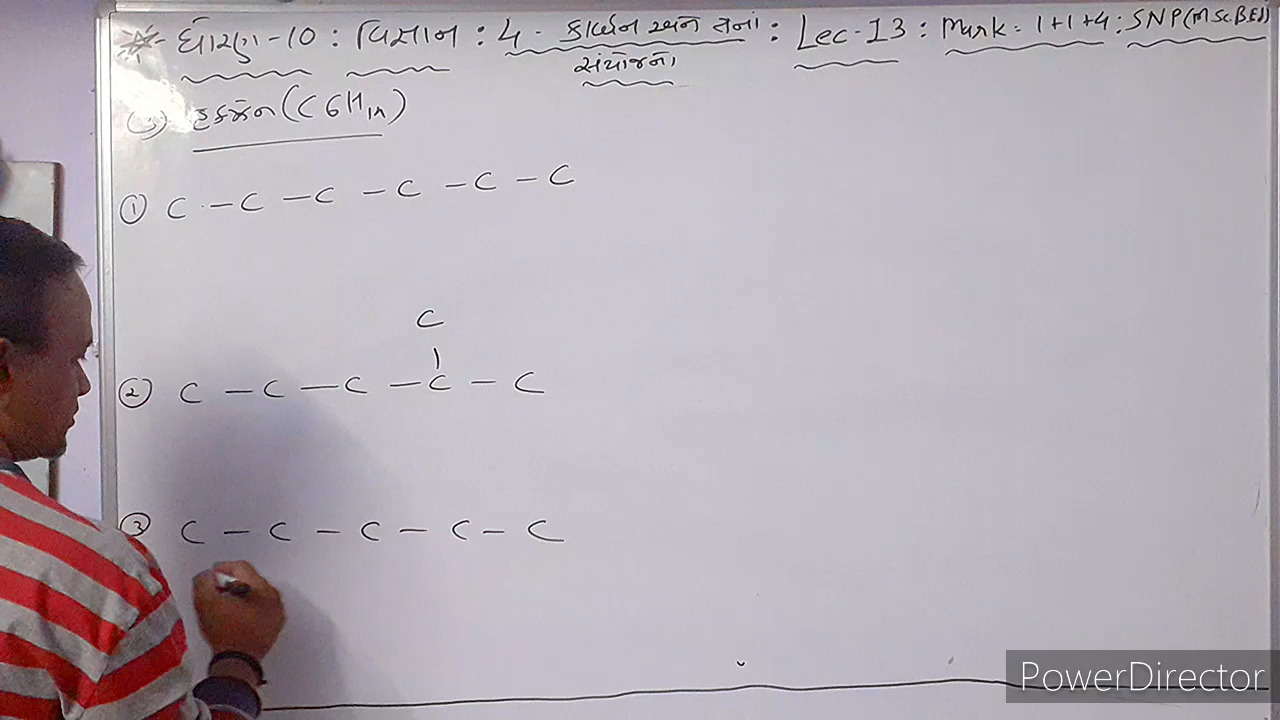 ધોરણ-10 : વિજ્ઞાન : 4. કાર્બન અને તેનાં સંયોજનો : Lec-13 : Mark = 1+1+4 : SNP(M.Sc.B.Ed)
હેક્ઝેન (C6H14)
① C - C - C - C - C - C
C
② C - C - C - C - C
③ C - C - C - C - C
PowerDirector